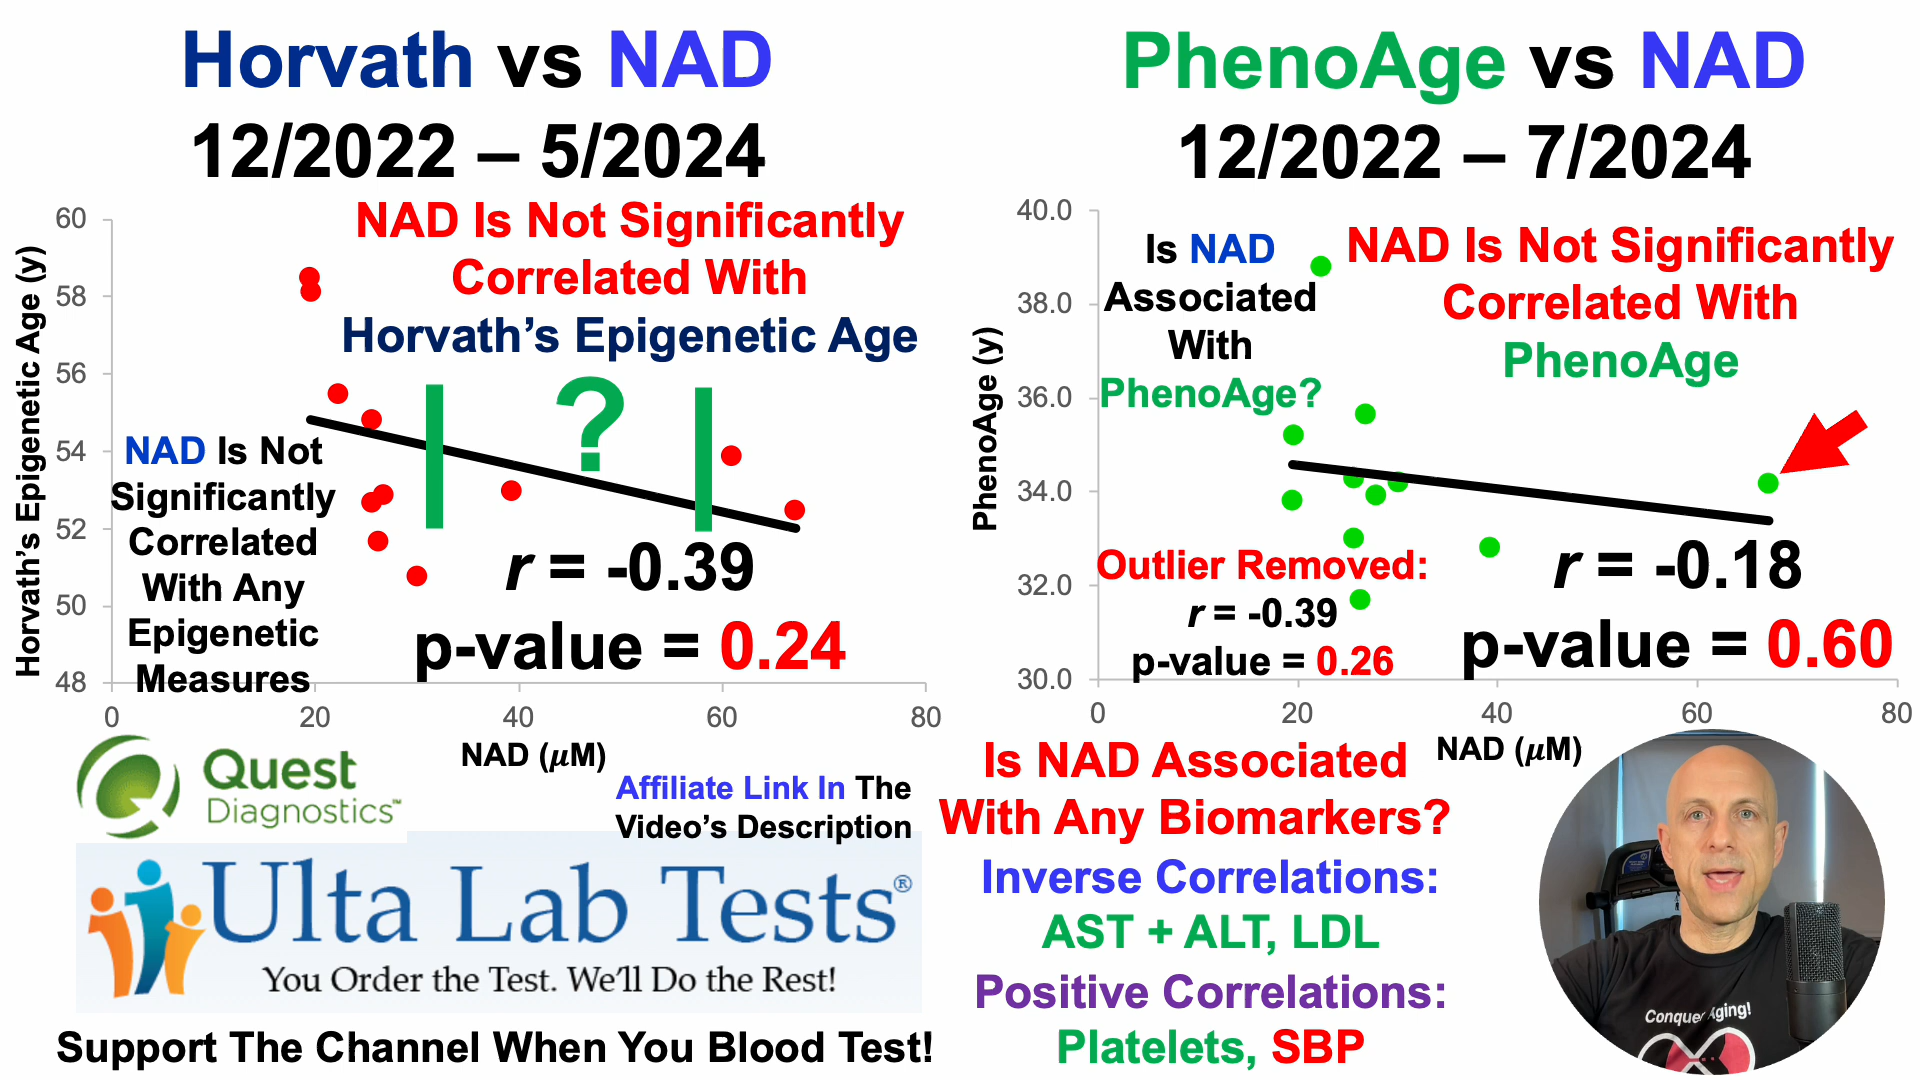 Horvath vs NAD
12/2022 – 5/2024
NAD Is Not Significantly
Correlated With
Horvath’s Epigenetic Age
?
NAD Is Not
Significantly
Correlated
With Any
Epigenetic
Measures
r = -0.39
p-value = 0.24
Horvath’s Epigenetic Age (y)
60
58
56
54
52
50
48
0
20
40
60
80
NAD (μM)
PhenoAge vs NAD
12/2022 – 7/2024
Is NAD
Associated
With
PhenoAge?
NAD Is Not Significantly
Correlated With
PhenoAge
Outlier Removed:
r = -0.39
p-value = 0.26
r = -0.18
p-value = 0.60
PhenoAge (y)
40.0
38.0
36.0
34.0
32.0
30.0
0
20
40
60
80
NAD (μM)
Quest
Diagnostics™
Affiliate Link In The
Video’s Description
Ulta Lab Tests®
You Order the Test. We’ll Do the Rest!
Support The Channel When You Blood Test!
Is NAD Associated
With Any Biomarkers?
Inverse Correlations:
AST + ALT, LDL
Positive Correlations:
Platelets, SBP
Conquer Aging!